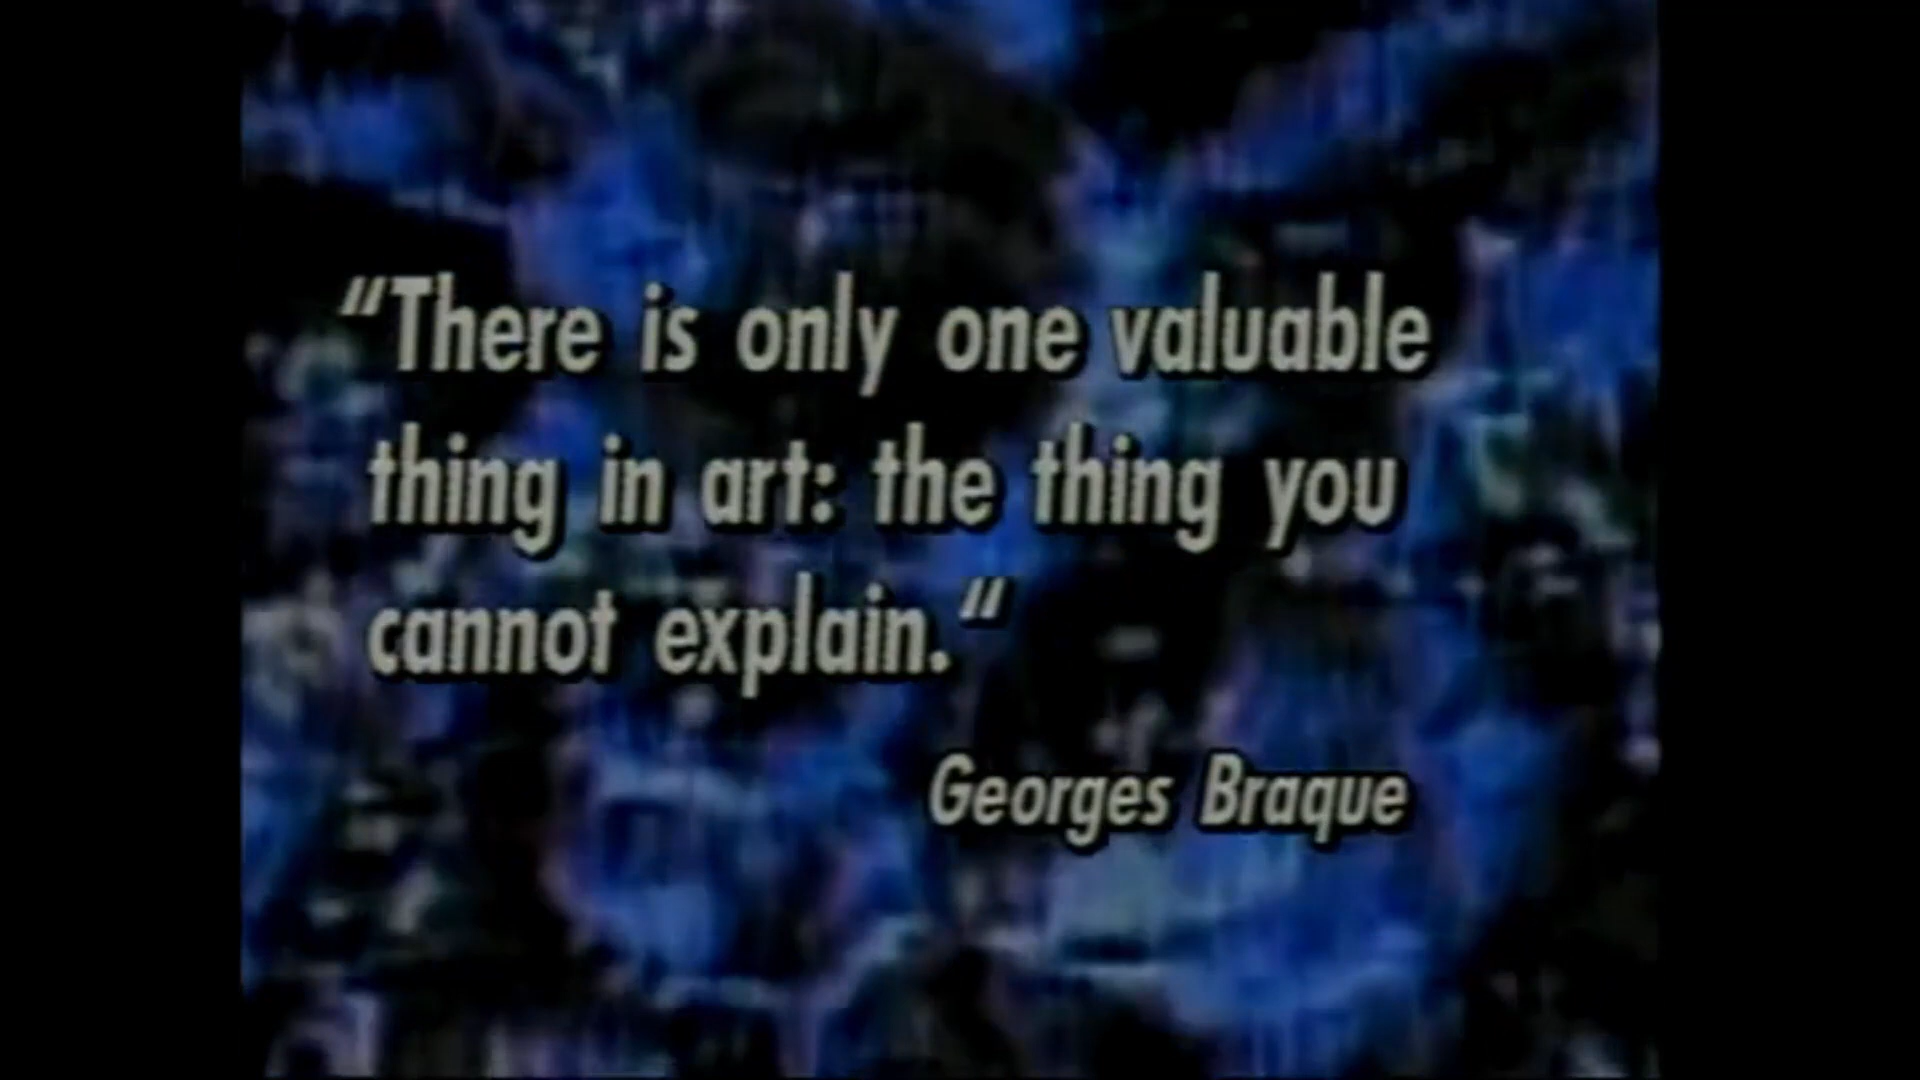 “There is only one valuable
thing in art: the thing you
cannot explain.“
Georges Braque